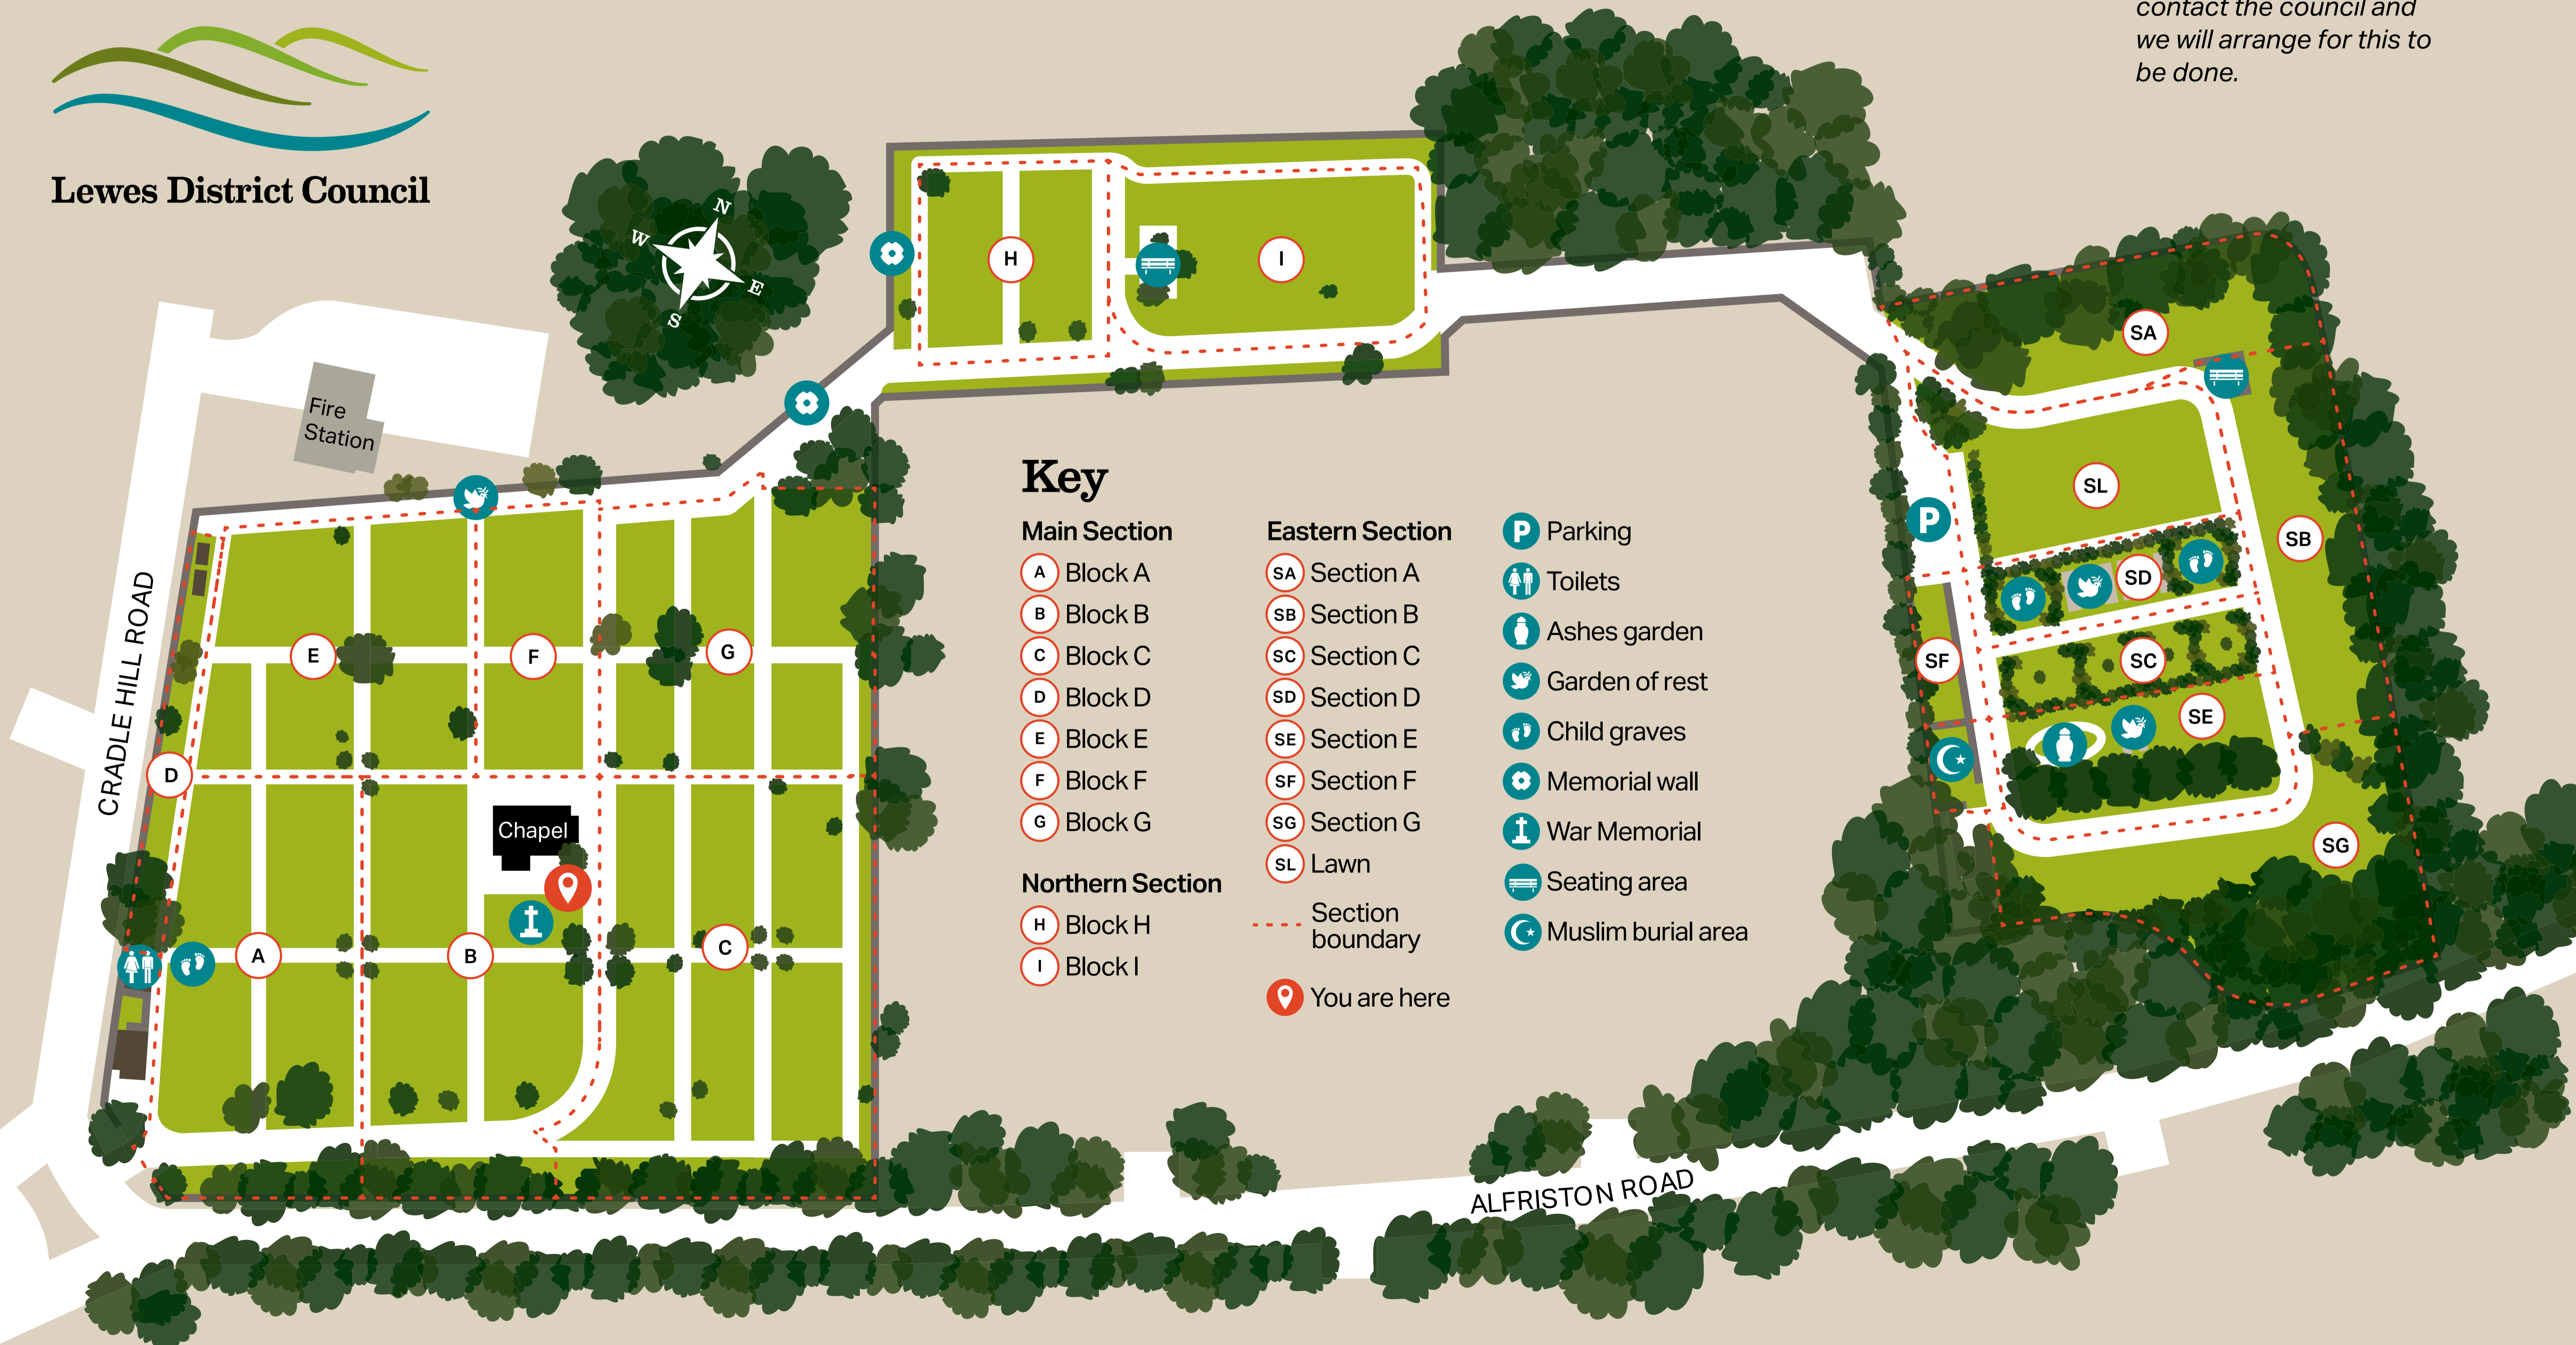 contact the council and
we will arrange for this to
be done.
Lewes District Council
N
W
E
S
Fire
Station
CRADLE HILL ROAD
H
I
E
F
G
D
Chapel
A
B
C
SA
SL
P
SB
SD
SF
SC
SE
SG
ALFRISTON ROAD
Key
Main Section
A Block A
B Block B
C Block C
D Block D
E Block E
F Block F
G Block G
Northern Section
H Block H
I Block I
Eastern Section
SA Section A
SB Section B
SC Section C
SD Section D
SE Section E
SF Section F
SG Section G
SL Lawn
Section
boundary
You are here
P Parking
Toilets
Ashes garden
Garden of rest
Child graves
Memorial wall
War Memorial
Seating area
Muslim burial area